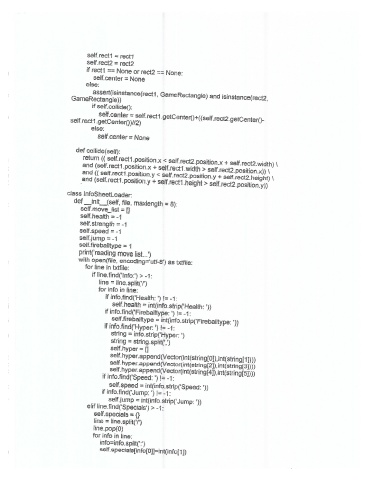 self.rect1 = rect1
self.rect2 = rect2
if rect1 == None or rect2 == None:
self.center = None
else:
assert(isinstance(rect1, GameRectangle) and isinstance(rect2,
GameRectangle))
if self.collide():
self.center = self.rect1.getCenter()+((self.rect2.getCenter()-
self.rect1.getCenter())/2)
else:
self.center = None
def collide(self):
return (( self.rect1.position.x < self.rect2.position.x + self.rect2.width) \
and (self.rect1.position.x + self.rect1.width > self.rect2.position.x)) \
and (( self.rect1.position.y < self.rect2.position.y + self.rect2.height) \
and (self.rect1.position.y + self.rect1.height > self.rect2.position.y))
class InfoSheetLoader:
def __init__(self, file, maxlength = 8):
self.move_list = []
self.health = -1
self.strength = -1
self.speed = -1
self.jump = -1
self.fireballtype = 1
print('reading move list...')
with open(file, encoding='utf-8') as txtfile:
for line in txtfile:
if line.find('Info:') > -1:
line = line.split('/')
for info in line:
if info.find('Health: ') != -1:
self.health = int(info.strip('Health: '))
if info.find('Fireballtype: ') != -1:
self.fireballtype = int(info.strip('Fireballtype: '))
if info.find('Hyper: ') != -1:
string = info.strip('Hyper: ')
string = string.split(',')
self.hyper = []
self.hyper.append(Vector(int(string[0]),int(string[1])))
self.hyper.append(Vector(int(string[2]),int(string[3])))
self.hyper.append(Vector(int(string[4]),int(string[5])))
if info.find('Speed: ') != -1:
self.speed = int(info.strip('Speed: '))
if info.find('Jump: ') != -1:
self.jump = int(info.strip('Jump: '))
elif line.find('Specials') > -1:
self.specials = {}
line = line.split('/')
line.pop(0)
for info in line:
info=info.split(':')
self.specials[info[0]]=int(info[1])